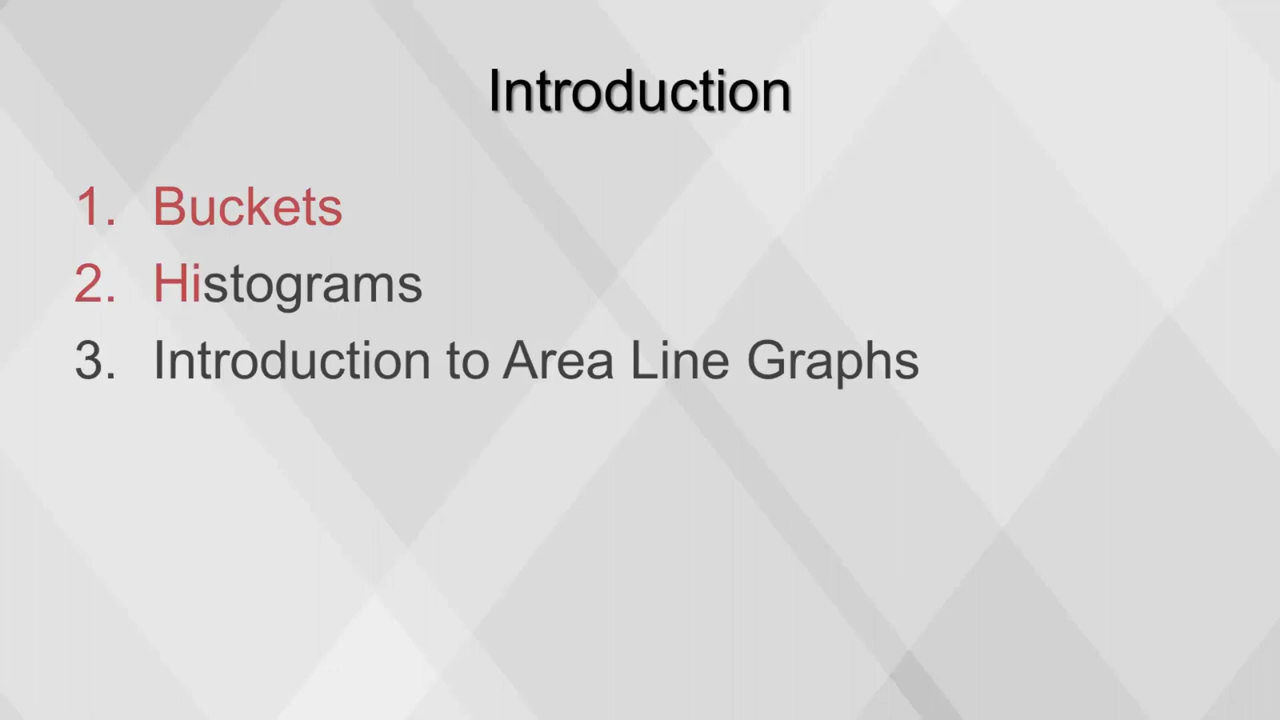 Introduction
1. Buckets
2. Histograms
3. Introduction to Area Line Graphs